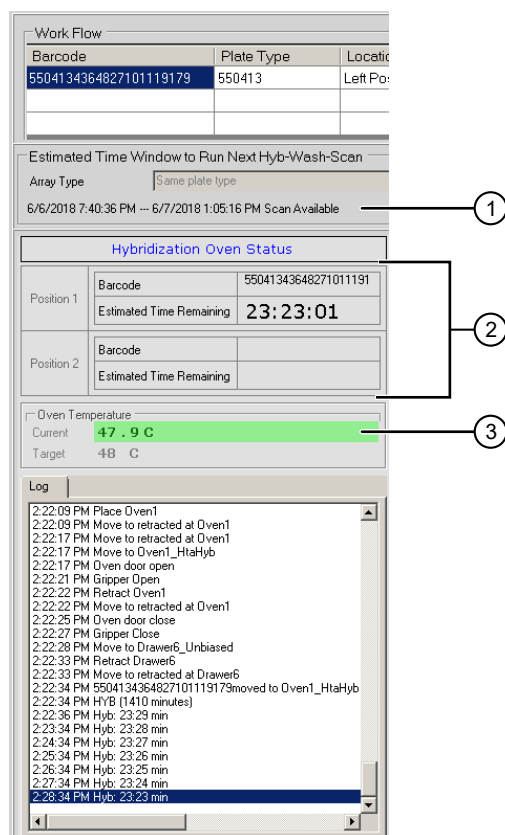 Work Flow
Barcode Plate Type Locatio
5504134364827101119179 550413 Left Pos
Estimated Time Window to Run Next Hyb-Wash-Scan
Array Type Same plate type
6/6/2018 7:40:36 PM --- 6/7/2018 1:05:16 PM Scan Available
1
Hybridization Oven Status
Position 1
Barcode 55041343648271011191
Estimated Time Remaining 23:23:01
2
Position 2
Barcode
Estimated Time Remaining
Oven Temperature
Current 47.9 C
3
Target 48 C
Log
2:22:09 PM Place Oven1
2:22:09 PM Move to retracted at Oven1
2:22:17 PM Move to retracted at Oven1
2:22:17 PM Move to Oven1_HtaHyb
2:22:17 PM Oven door open
2:22:21 PM Gripper Open
2:22:22 PM Retract Oven1
2:22:22 PM Move to retracted at Oven1
2:22:25 PM Oven door close
2:22:27 PM Gripper Close
2:22:28 PM Move to Drawer6_Unbiased
2:22:33 PM Retract Drawer6
2:22:33 PM Move to retracted at Drawer6
2:22:34 PM 5504134364827101119179moved to Oven1_HtaHyb
2:22:34 PM HYB (1410 minutes)
2:22:36 PM Hyb: 23:29 min
2:23:34 PM Hyb: 23:28 min
2:24:34 PM Hyb: 23:27 min
2:25:34 PM Hyb: 23:26 min
2:26:34 PM Hyb: 23:25 min
2:27:34 PM Hyb: 23:24 min
2:28:34 PM Hyb: 23:23 min